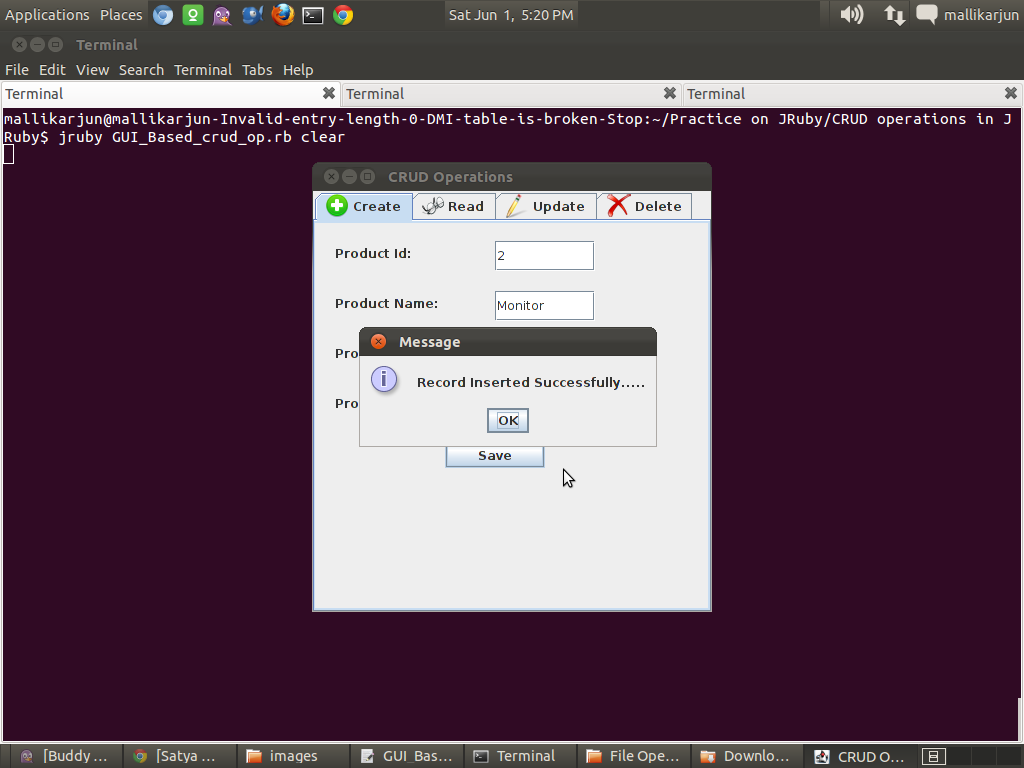 Applications Places Sat Jun 1, 5:20 PM mallikarjun
Terminal
File Edit View Search Terminal Tabs Help
Terminal Terminal Terminal
mallikarjun@mallikarjun-Invalid-entry-length-0-DMI-table-is-broken-Stop:~/Practice on JRuby/CRUD operations in J
Ruby$ jruby GUI_Based_crud_op.rb clear
CRUD Operations
Create Read Update Delete
Product Id: 2
Product Name: Monitor
Message
Pro
Record Inserted Successfully.....
Pro
OK
Save
[Buddy ... [Satya ... images GUI_Bas... Terminal File Ope... Downlo... CRUD O...